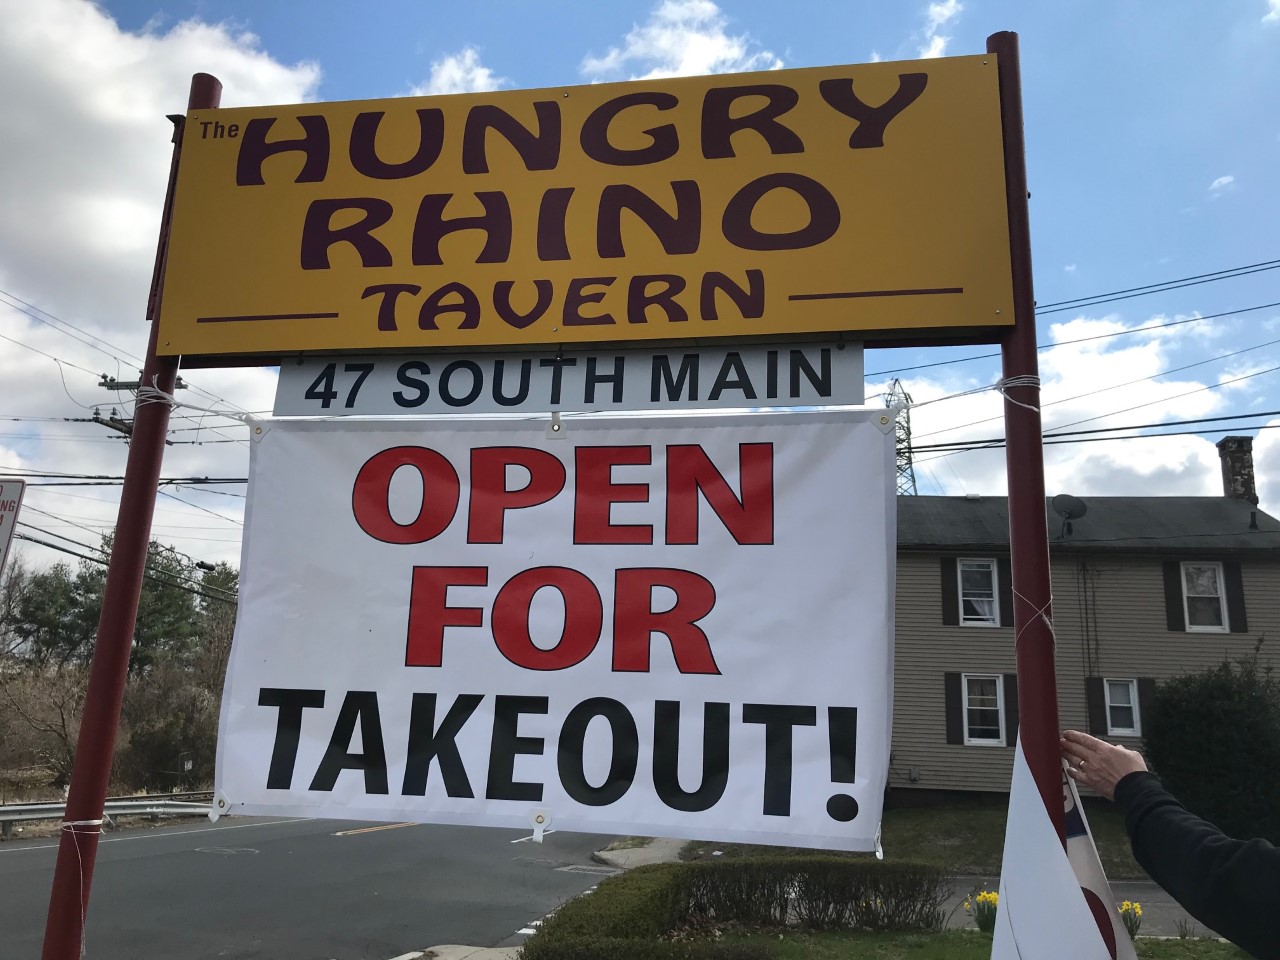 The HUNGRY
RHINO
TAVERN
47 SOUTH MAIN
OPEN
FOR
TAKEOUT!